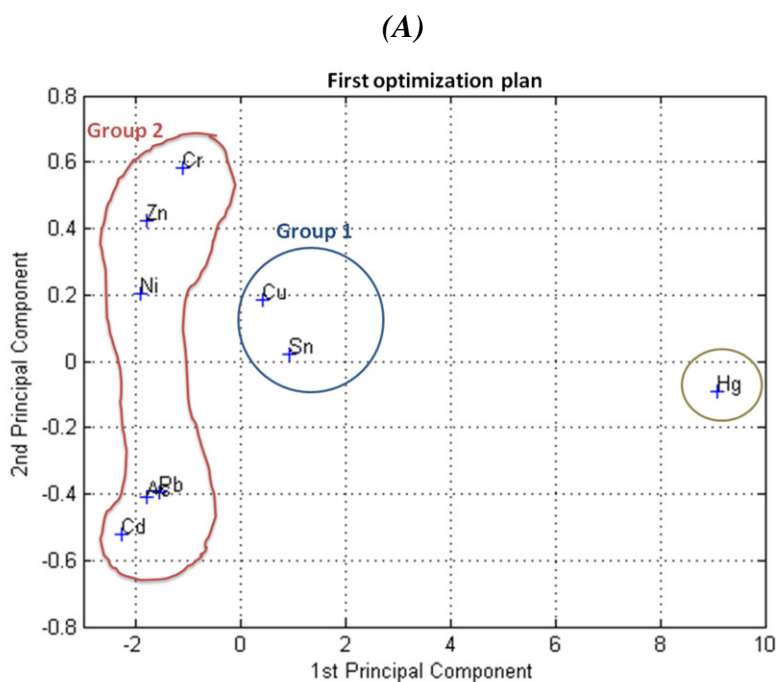 (A)
First optimization plan
0.8
0.6
0.4
0.2
0
-0.2
-0.4
-0.6
-0.8
2nd Principal Component
Group 2
Cr
Zn
Ni
Pb
Cd
Group 1
Cu
Sn
Hg
-2
0
2
4
6
8
10
1st Principal Component